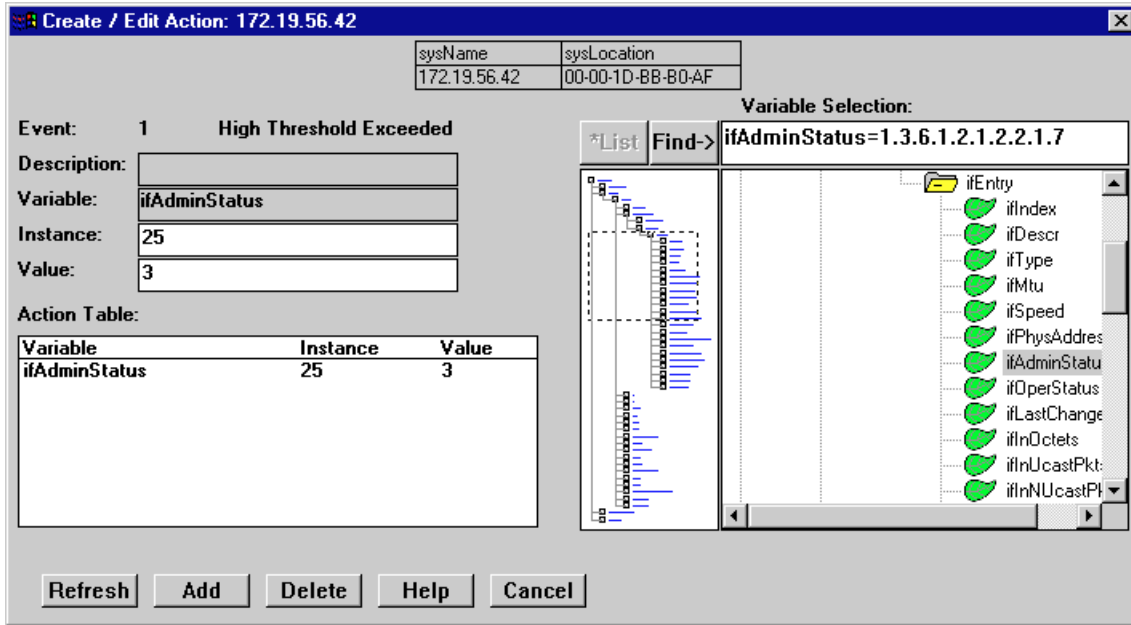 Create / Edit Action: 172.19.56.42
sysName sysLocation
172.19.56.42 00-00-1D-BB-B0-AF
Event: 1 High Threshold Exceeded
Description:
Variable: ifAdminStatus
Instance: 25
Value: 3
Action Table:
Variable Instance Value
ifAdminStatus 25 3
Variable Selection:
*List Find-> ifAdminStatus=1.3.6.1.2.1.2.2.1.7
ifEntry
ifIndex
ifDescr
ifType
ifMtu
ifSpeed
ifPhysAddres
ifAdminStatu
ifOperStatus
ifLastChange
ifInOctets
ifInUcastPkt
ifInNUcastP
Refresh Add Delete Help Cancel